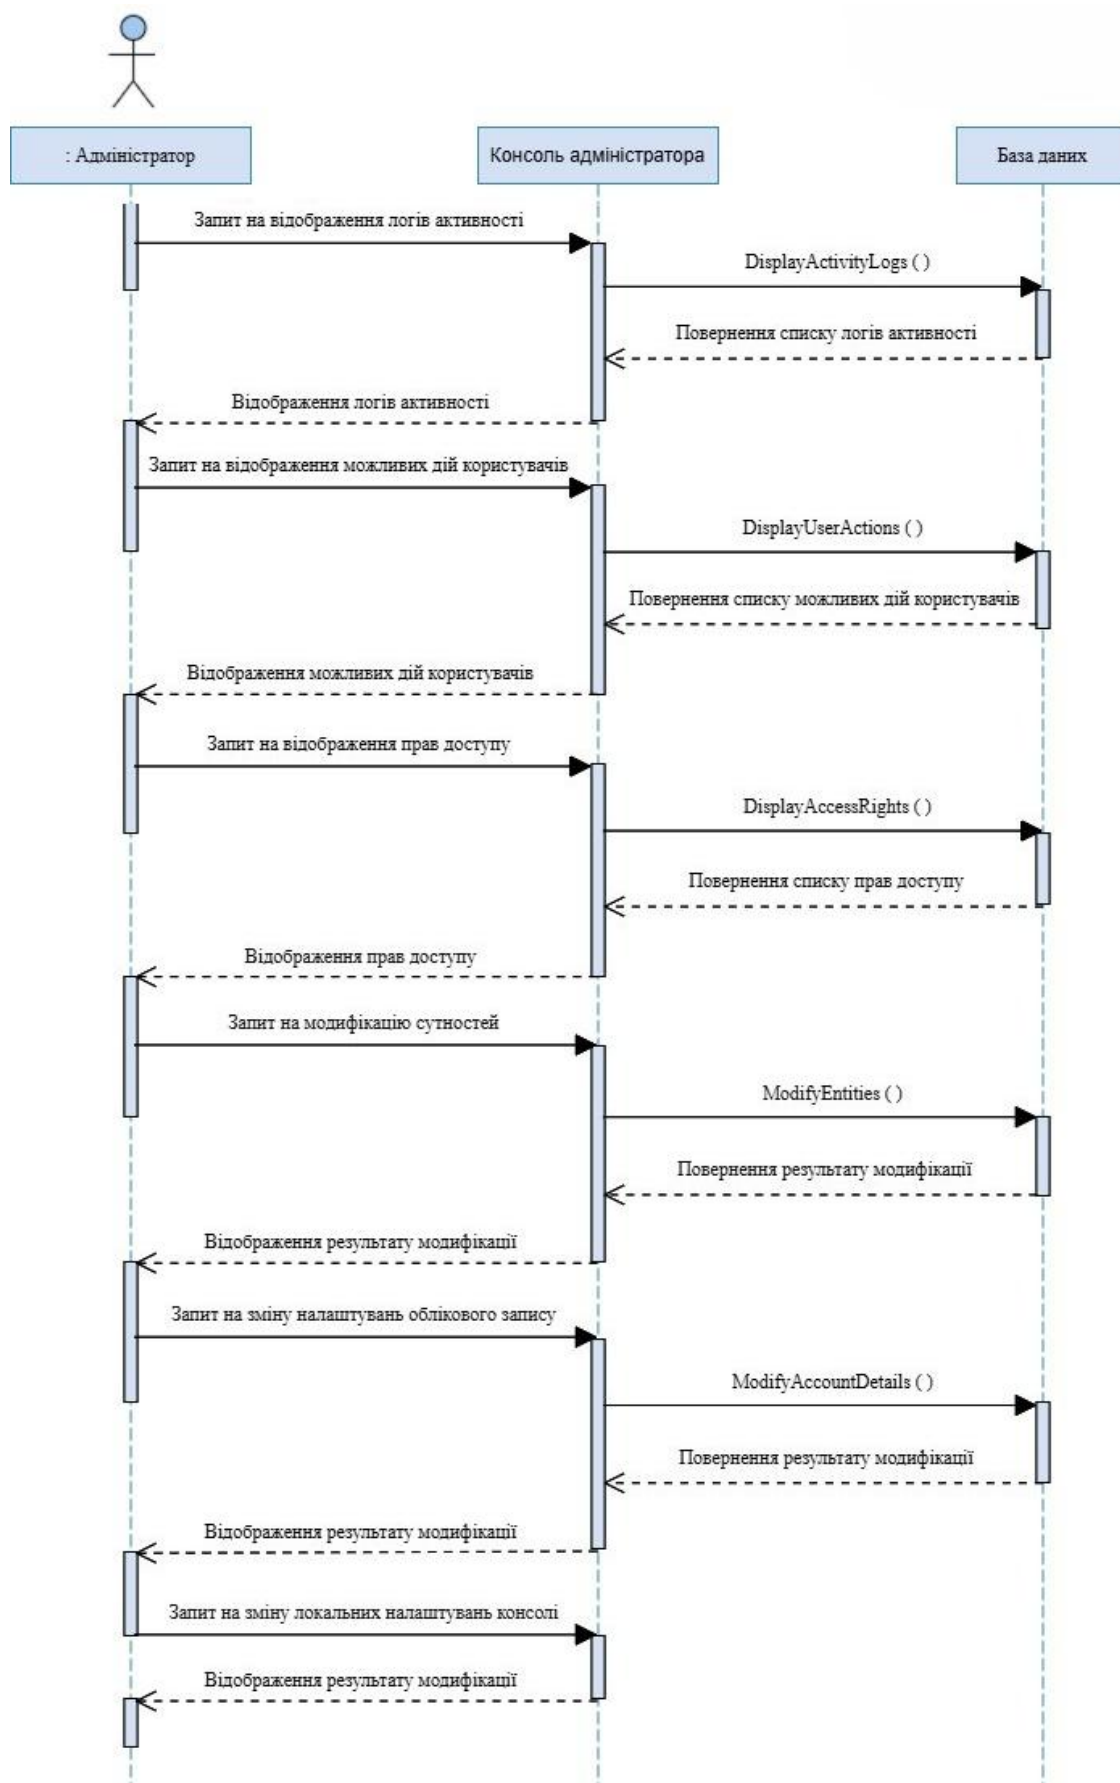 : Адміністратор
Консоль адміністратора
База даних
Запит на відображення логів активності
DisplayActivityLogs ( )
Повернення списку логів активності
Відображення логів активності
Запит на відображення можливих дій користувачів
DisplayUserActions ( )
Повернення списку можливих дій користувачів
Відображення можливих дій користувачів
Запит на відображення прав доступу
DisplayAccessRights ( )
Повернення списку прав доступу
Відображення прав доступу
Запит на модифікацію сутностей
ModifyEntities ( )
Повернення результату модифікації
Відображення результату модифікації
Запит на зміну налаштувань облікового запису
ModifyAccountDetails ( )
Повернення результату модифікації
Відображення результату модифікації
Запит на зміну локальних налаштувань консолі
Відображення результату модифікації